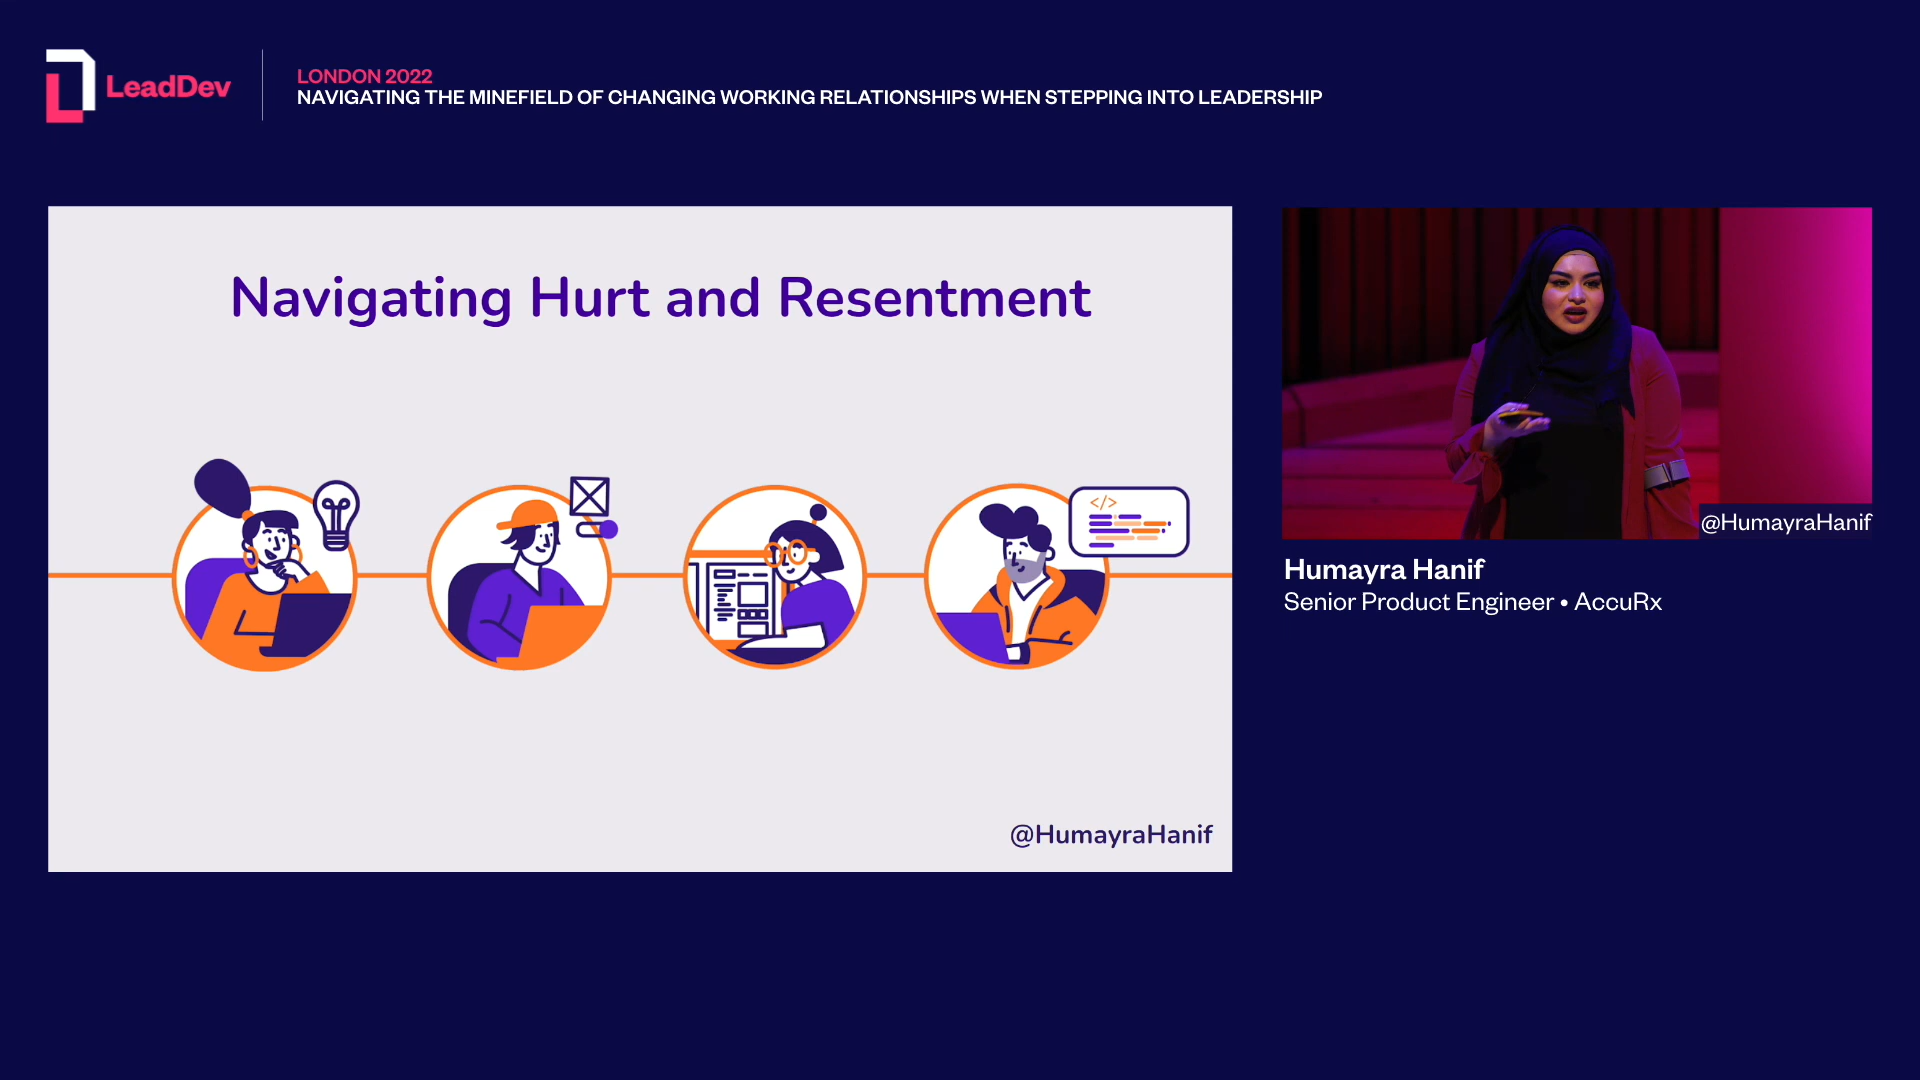 LeadDev
LONDON 2022
NAVIGATING THE MINEFIELD OF CHANGING WORKING RELATIONSHIPS WHEN STEPPING INTO LEADERSHIP
Navigating Hurt and Resentment
</>
@HumayraHanif
@HumayraHanif
Humayra Hanif
Senior Product Engineer • AccuRx